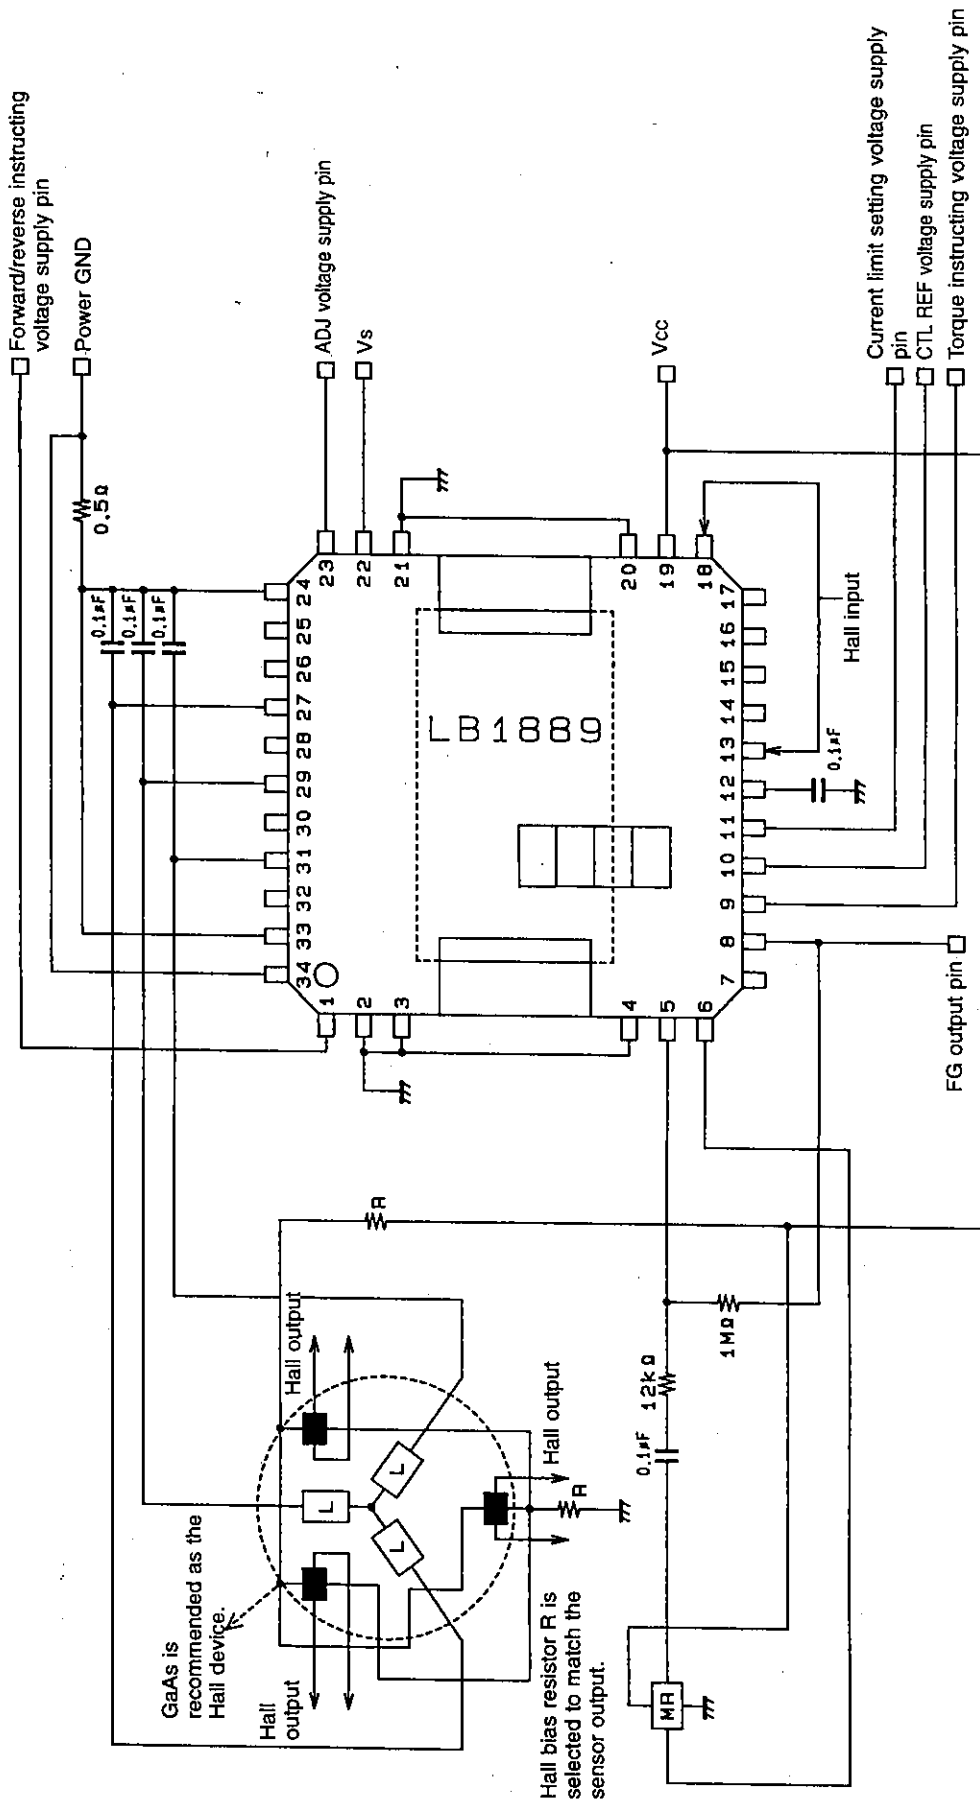 Forward/reverse instructing
voltage supply pin
Power GND
0.5Ω
0.1µF
0.1µF
0.1µF
ADJ voltage supply pin
Vs
Vcc
Current limit setting voltage supply
pin
CTL REF voltage supply pin
Torque instructing voltage supply pin
34
33
32
31
30
29
28
27
26
25
24
23
22
21
20
19
18
17
16
15
14
13
12
11
10
9
8
7
6
5
4
3
2
1
LB1889
Hall input
0.1µF
FG output pin
R
Hall output
GaAs is
recommended as the
Hall device.
L
L
L
Hall
output
Hall output
R
Hall bias resistor R is
selected to match the
sensor output.
0.1µF
12kΩ
1MΩ
MR